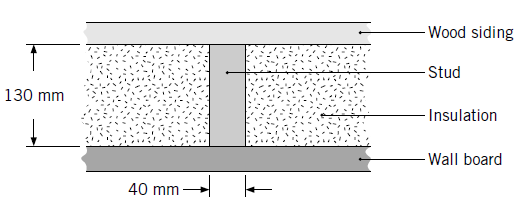 Wood siding
Stud
130 mm
Insulation
Wall board
40 mm